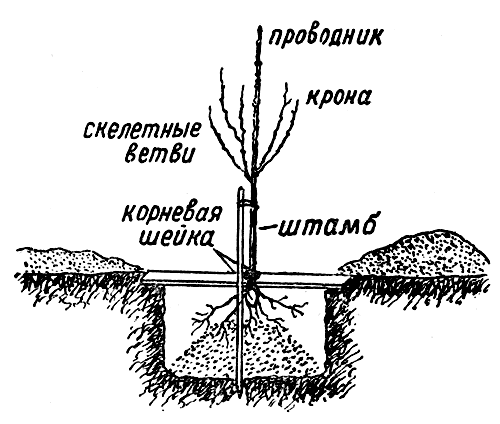 проводник
крона
скелетные
ветви
корневая
шейка
штамб